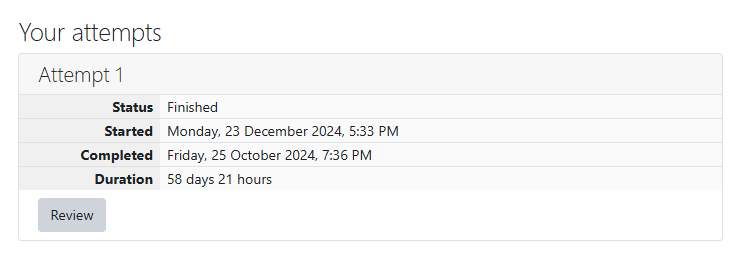 Your attempts
Attempt 1
Status Finished
Started Monday, 23 December 2024, 5:33 PM
Completed Friday, 25 October 2024, 7:36 PM
Duration 58 days 21 hours
Review